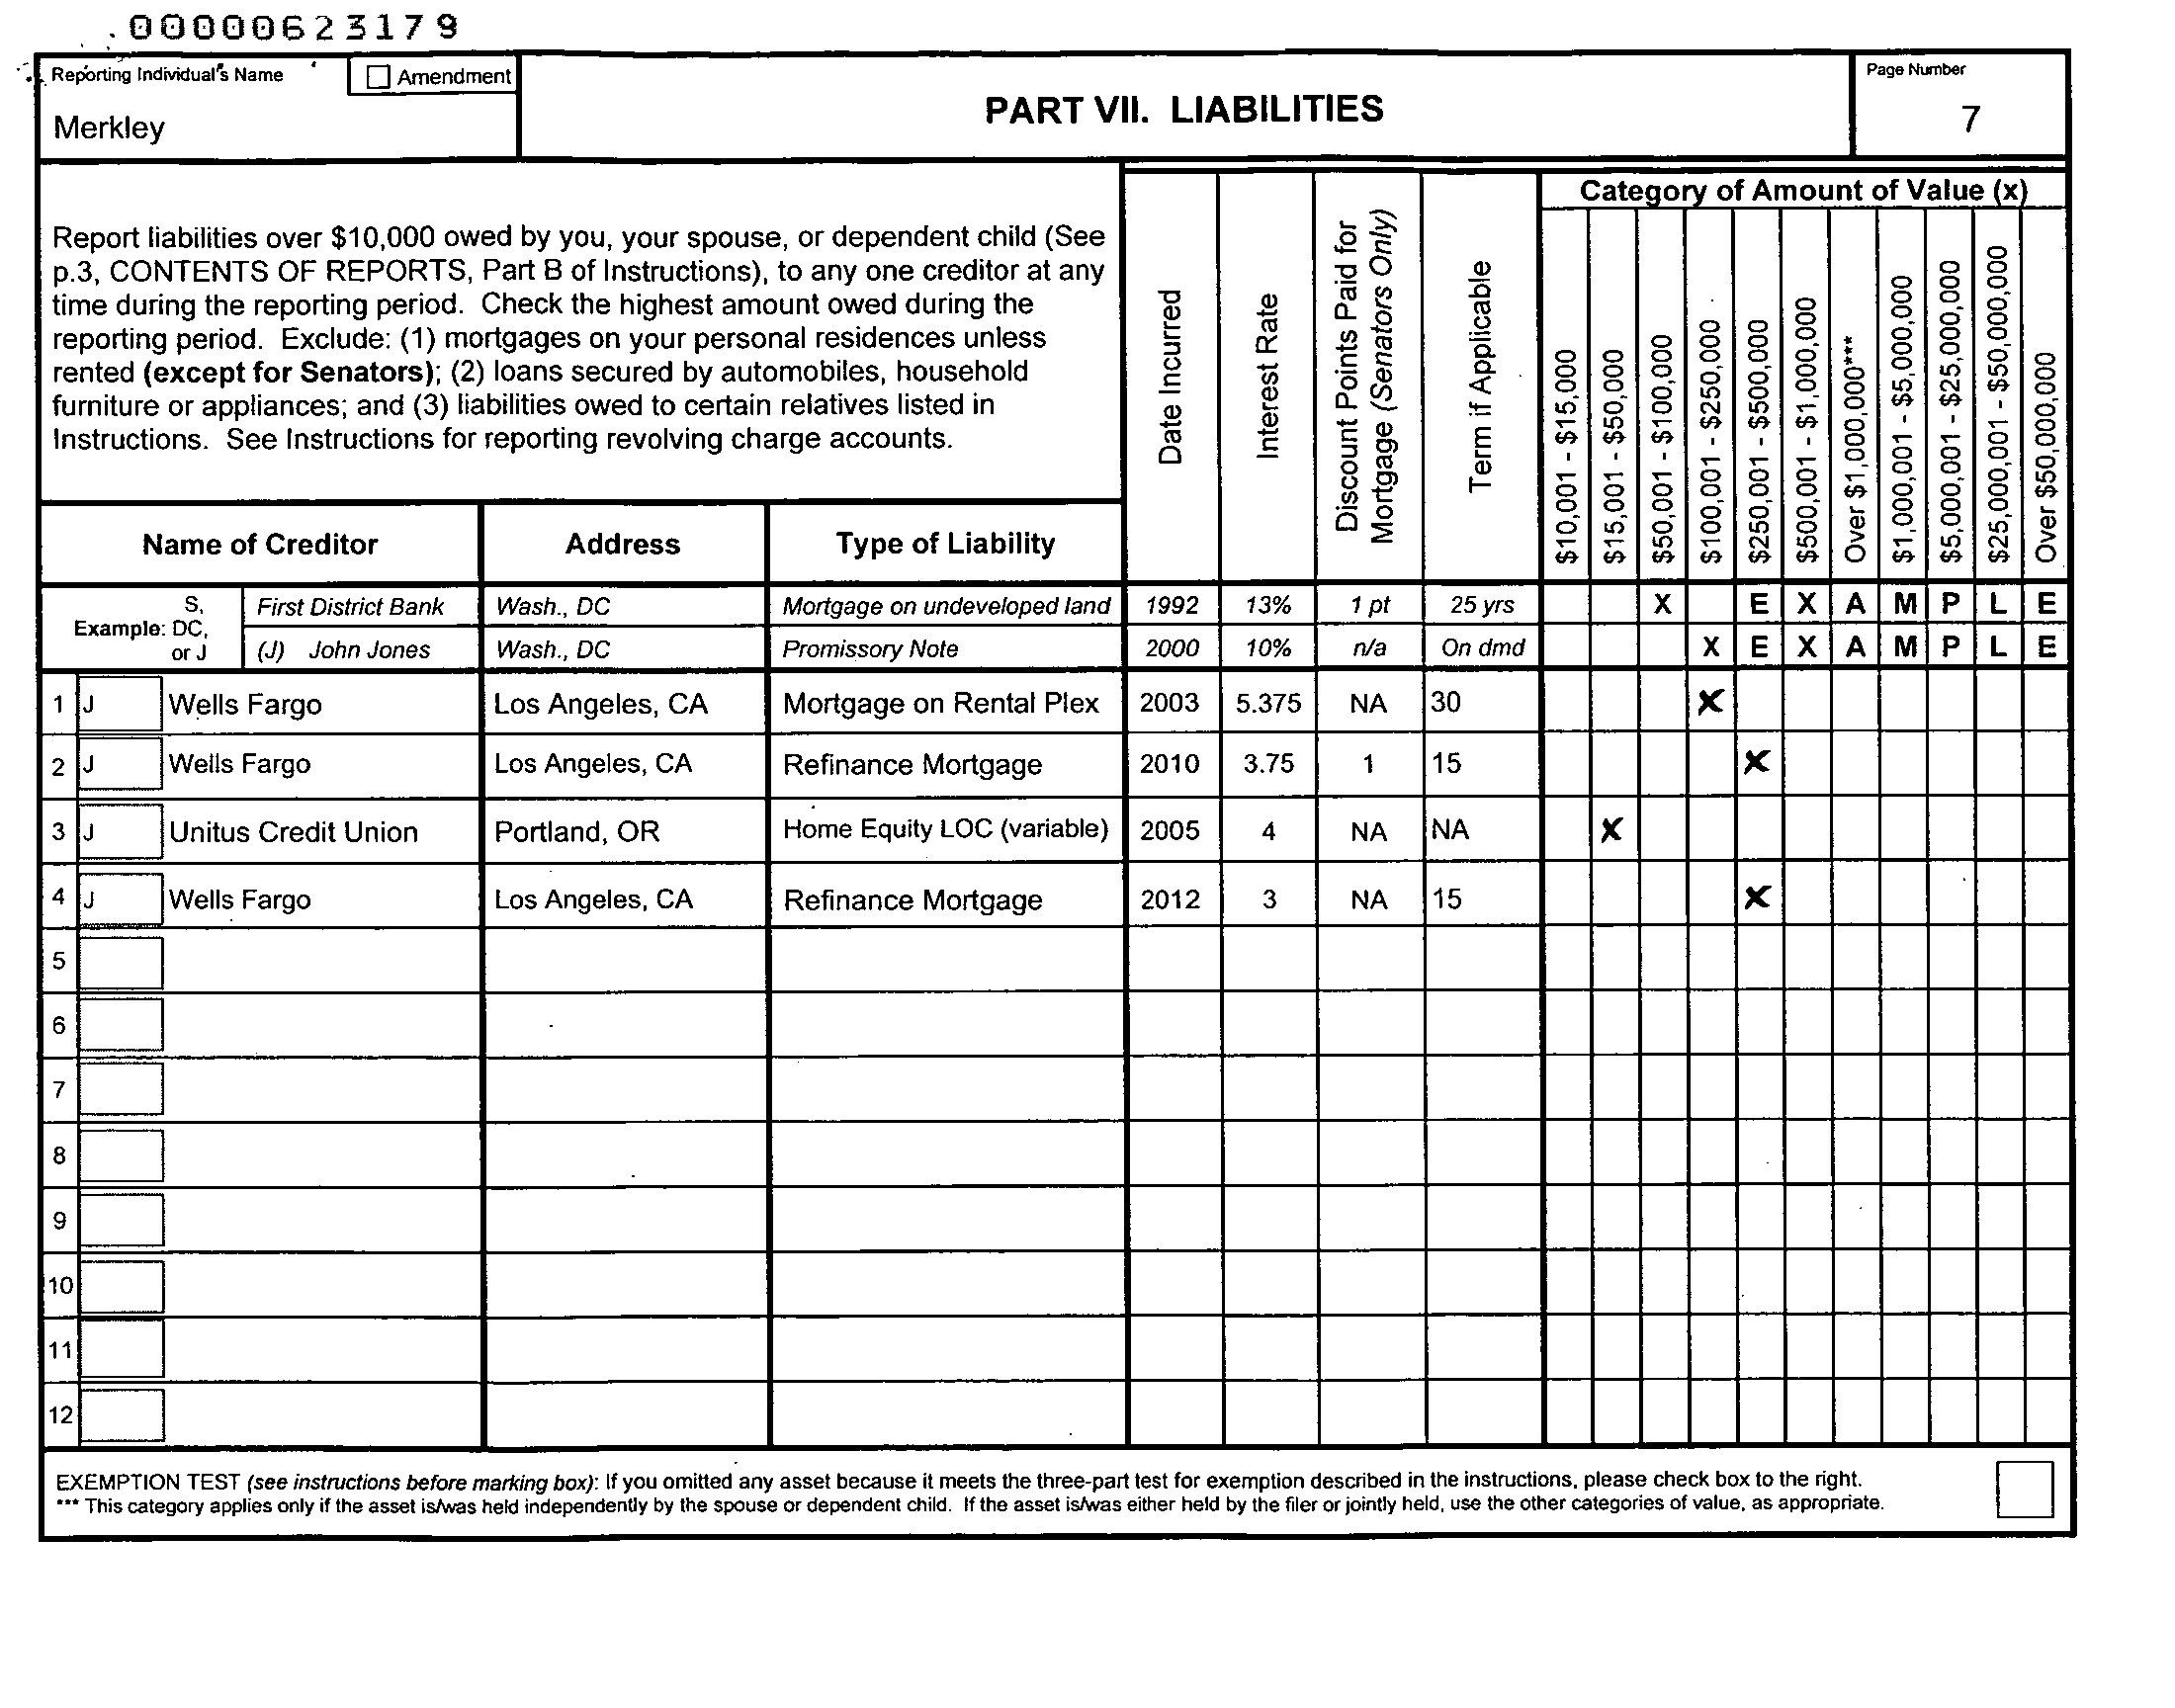 00000623179
Reporting Individual's Name
Amendment
Merkley
PART VII. LIABILITIES
Page Number
7
Report liabilities over $10,000 owed by you, your spouse, or dependent child (See
p.3, CONTENTS OF REPORTS, Part B of Instructions), to any one creditor at any
time during the reporting period. Check the highest amount owed during the
reporting period. Exclude: (1) mortgages on your personal residences unless
rented (except for Senators); (2) loans secured by automobiles, household
furniture or appliances; and (3) liabilities owed to certain relatives listed in
Instructions. See Instructions for reporting revolving charge accounts.
Date Incurred
Interest Rate
Discount Points Paid for
Mortgage (Senators Only)
Term if Applicable
Category of Amount of Value (x)
$10,001 - $15,000
$15,001 - $50,000
$50,001 - $100,000
$100,001 - $250,000
$250,001 - $500,000
$500,001 - $1,000,000
Over $1,000,000***
$1,000,001 - $5,000,000
$5,000,001 - $25,000,000
$25,000,001 - $50,000,000
Over $50,000,000
Name of Creditor Address Type of Liability
Example: S,
DC,
or J
First District Bank Wash., DC Mortgage on undeveloped land 1992 13% 1 pt 25 yrs X E X A M P L E
(J) John Jones Wash., DC Promissory Note 2000 10% n/a On dmd X E X A M P L E
1 J Wells Fargo Los Angeles, CA Mortgage on Rental Plex 2003 5.375 NA 30 X
2 J Wells Fargo Los Angeles, CA Refinance Mortgage 2010 3.75 1 15 X
3 J Unitus Credit Union Portland, OR Home Equity LOC (variable) 2005 4 NA NA X
4 J Wells Fargo Los Angeles, CA Refinance Mortgage 2012 3 NA 15 X
5
6
7
8
9
10
11
12
EXEMPTION TEST (see instructions before marking box): If you omitted any asset because it meets the three-part test for exemption described in the instructions, please check box to the right.
*** This category applies only if the asset is/was held independently by the spouse or dependent child. If the asset is/was either held by the filer or jointly held, use the other categories of value, as appropriate.